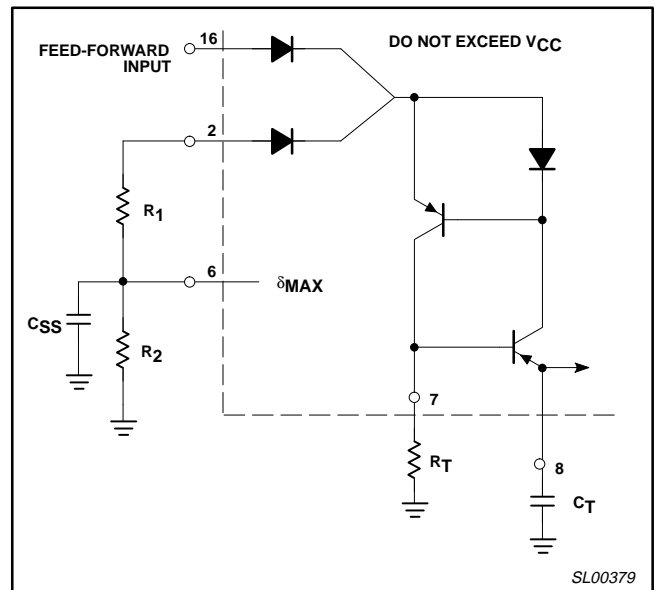 FEED-FORWARD
INPUT
16
DO NOT EXCEED VCC
2
R1
6
δMAX
CSS
R2
7
RT
8
CT
SL00379